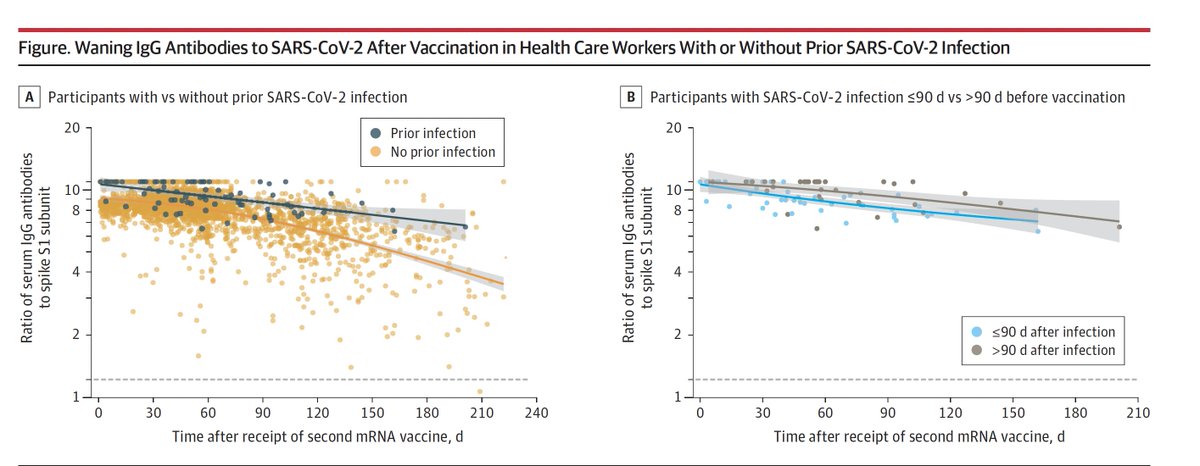 Figure. Waning IgG Antibodies to SARS-CoV-2 After Vaccination in Health Care Workers With or Without Prior SARS-CoV-2 Infection
A Participants with vs without prior SARS-CoV-2 infection
Ratio of serum IgG antibodies
to spike S1 subunit
20
10
8
4
2
1
Prior infection
No prior infection
0 30 60 90 120 150 180 210 240
Time after receipt of second mRNA vaccine, d
B Participants with SARS-CoV-2 infection ≤90 d vs >90 d before vaccination
Ratio of serum IgG antibodies
to spike S1 subunit
20
10
8
4
2
1
≤90 d after infection
>90 d after infection
0 30 60 90 120 150 180 210
Time after receipt of second mRNA vaccine, d